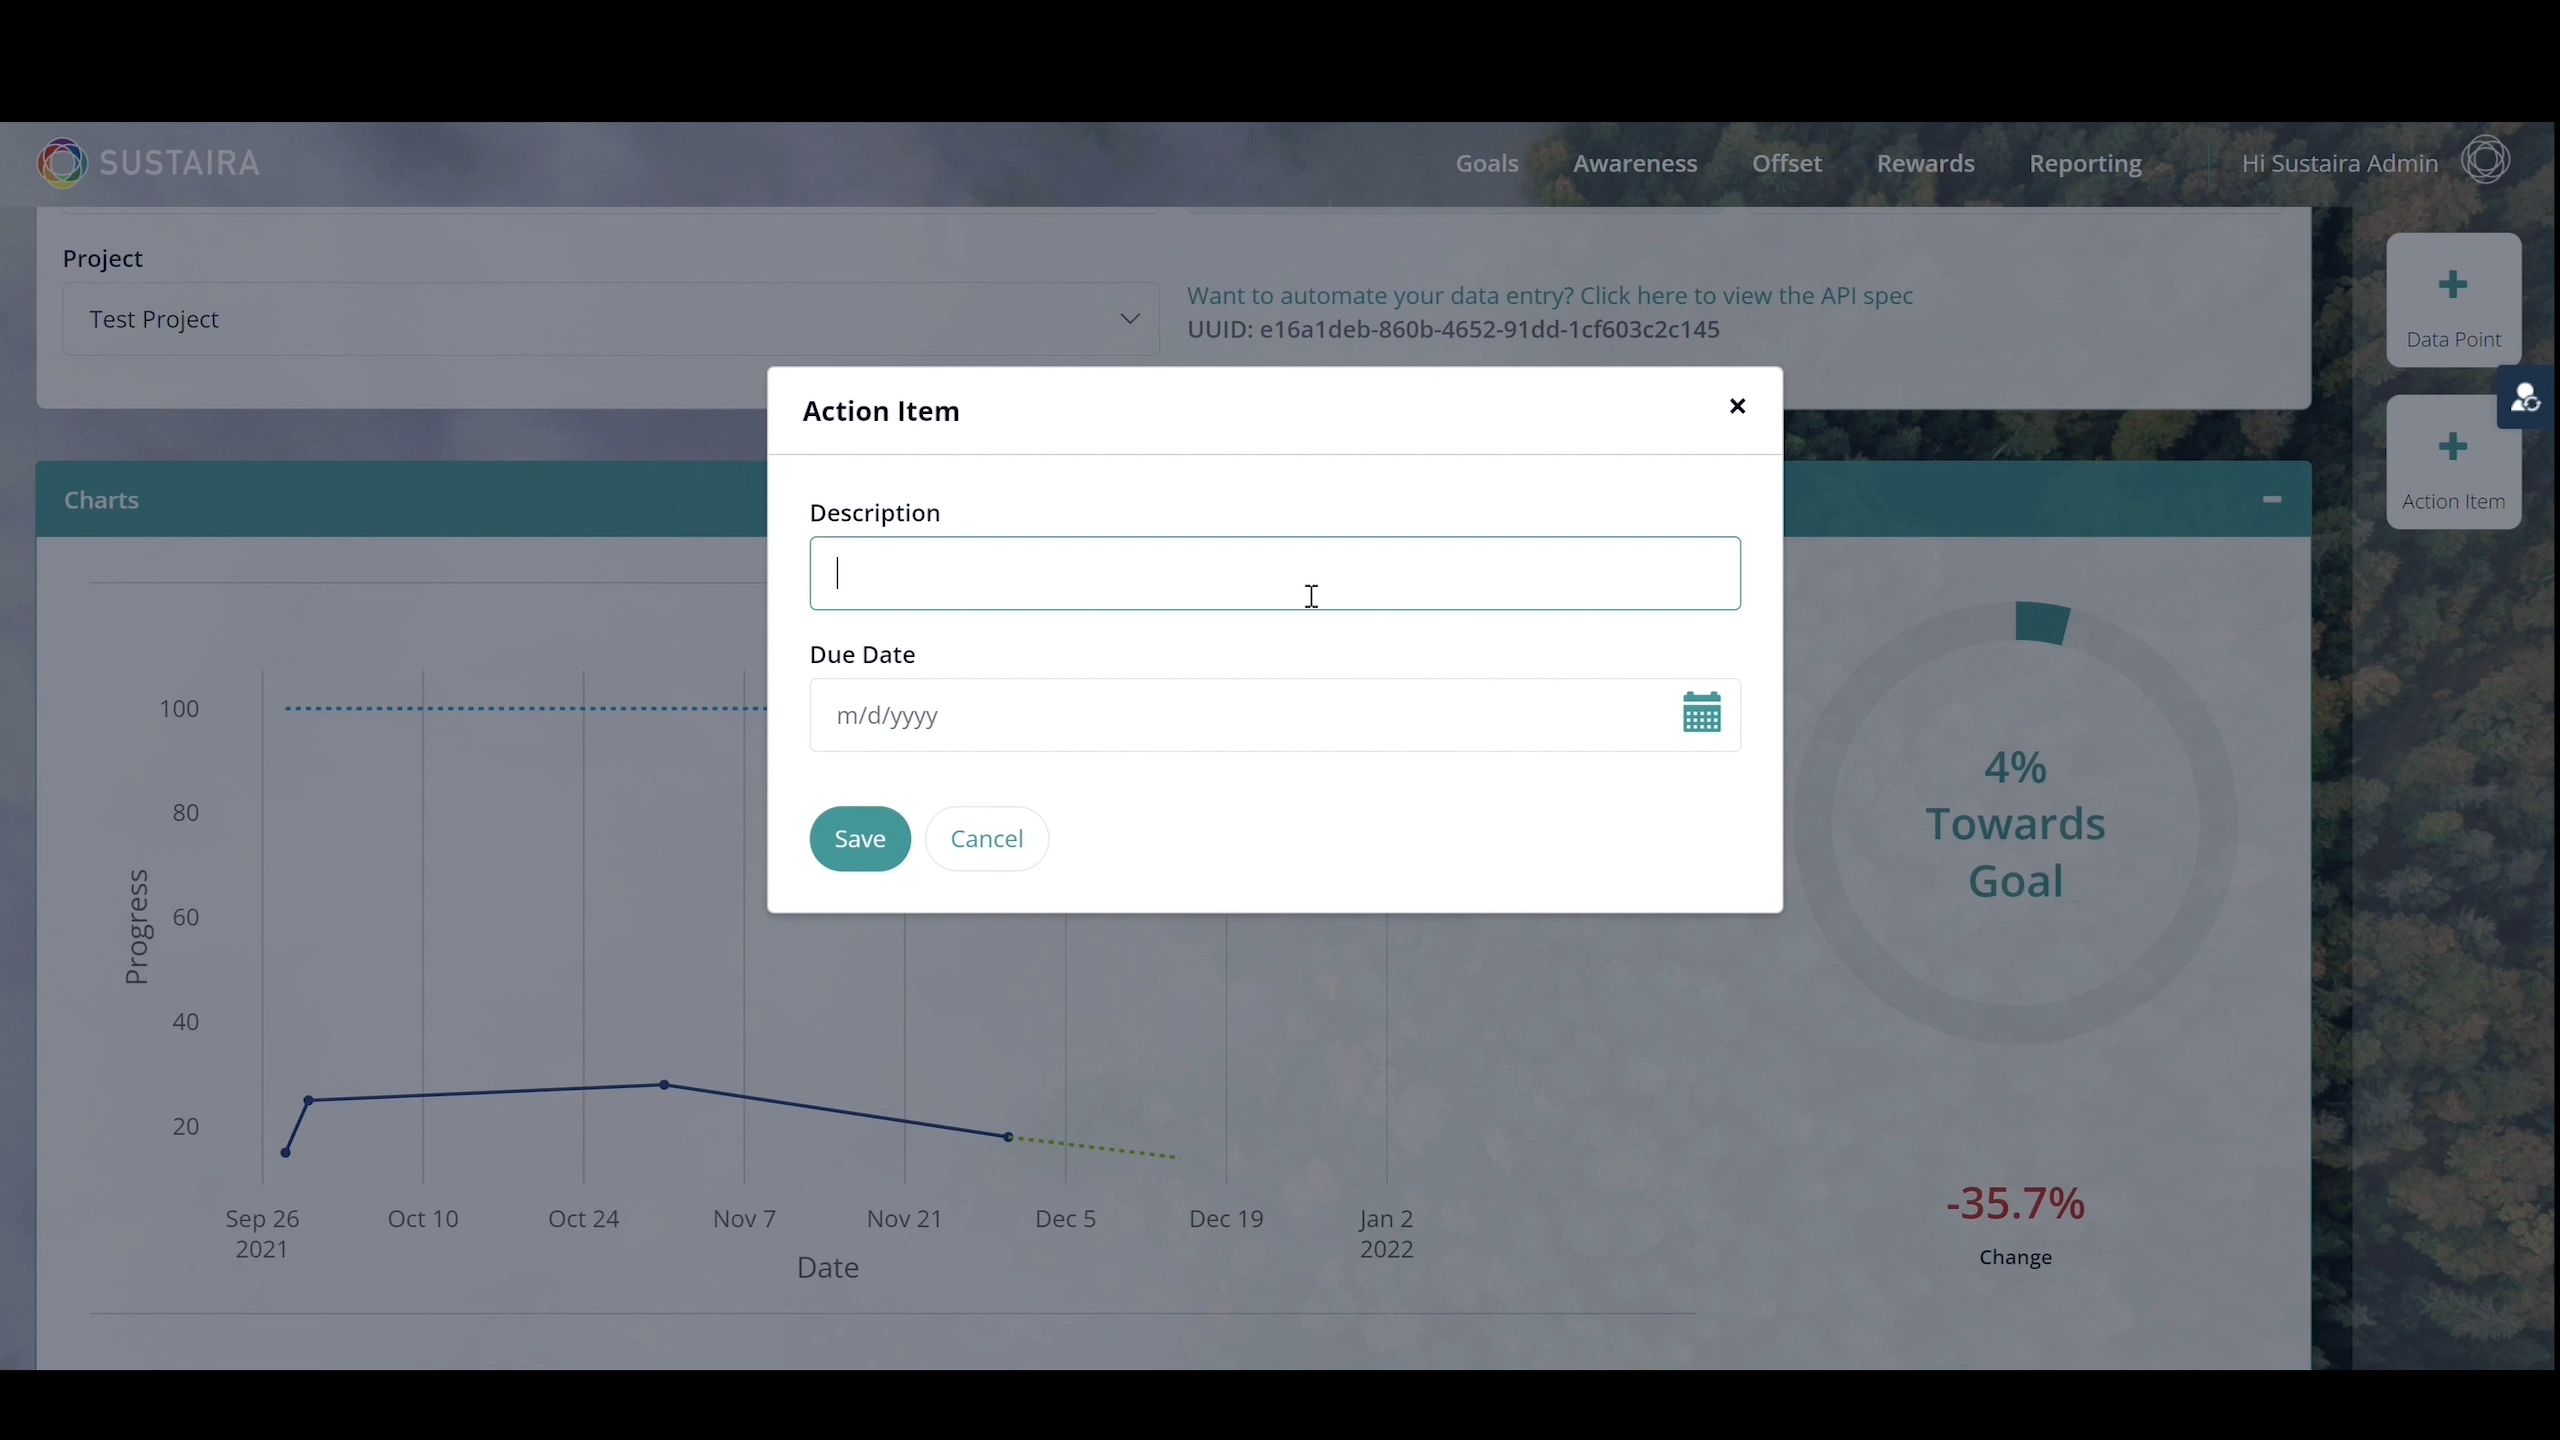 SUSTAIRA
Goals
Awareness
Offset
Rewards
Reporting
Hi Sustaira Admin
Project
Test Project
Want to automate your data entry? Click here to view the API spec
UUID: e16a1deb-860b-4652-91dd-1cf603c2c145
Data Point
Action Item
Action Item
Description
Due Date
m/d/yyyy
Save
Cancel
Charts
100
80
60
40
20
Progress
Sep 26
2021
Oct 10
Oct 24
Nov 7
Nov 21
Dec 5
Dec 19
Jan 2
2022
Date
4%
Towards
Goal
-35.7%
Change